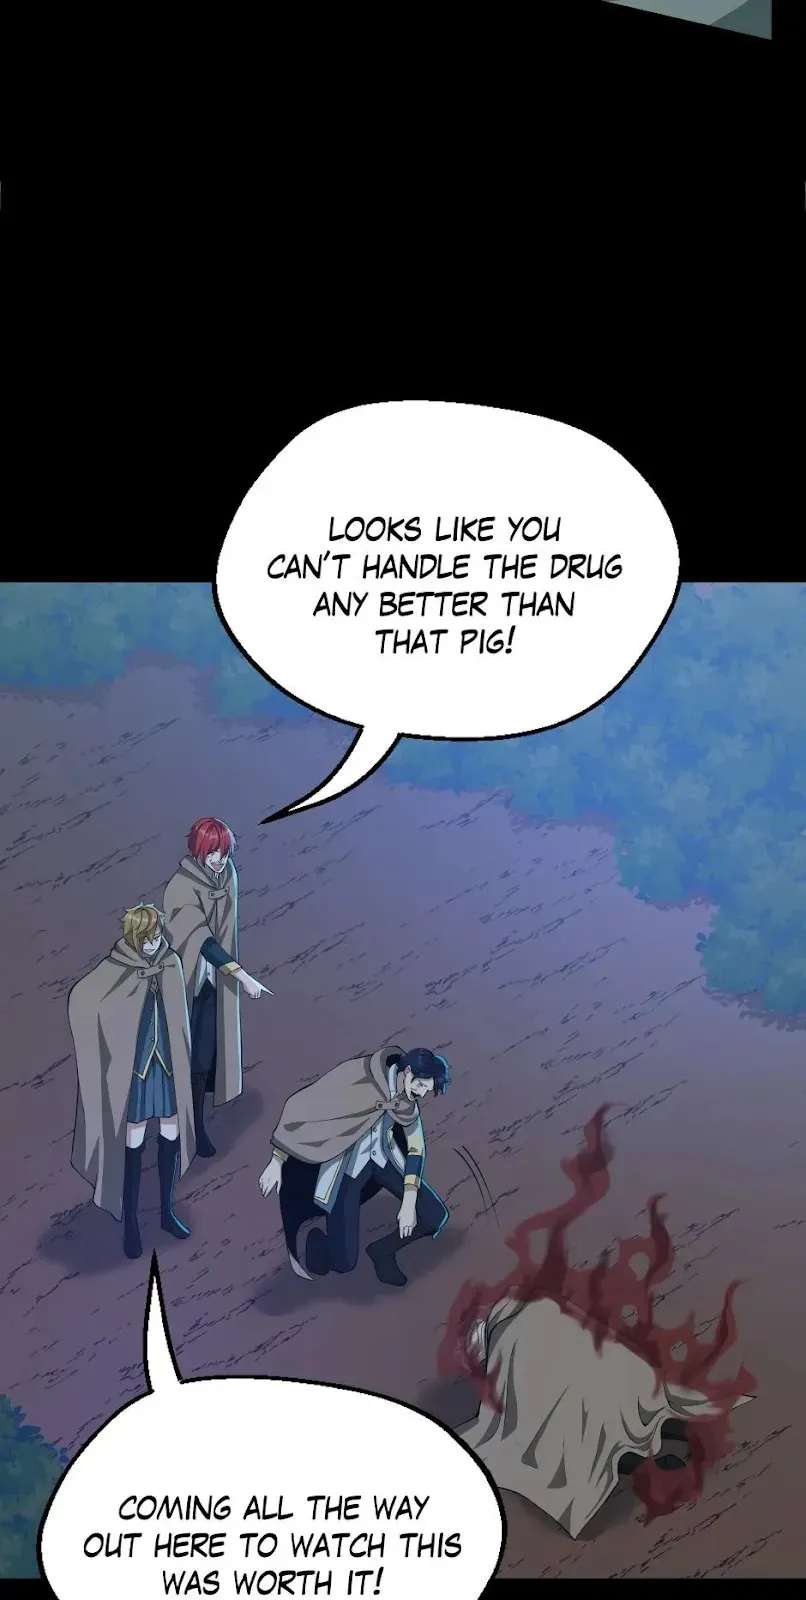 LOOKS LIKE YOU
CAN'T HANDLE THE DRUG
ANY BETTER THAN
THAT PIG!
COMING ALL THE WAY
OUT HERE TO WATCH THIS
WAS WORTH IT!